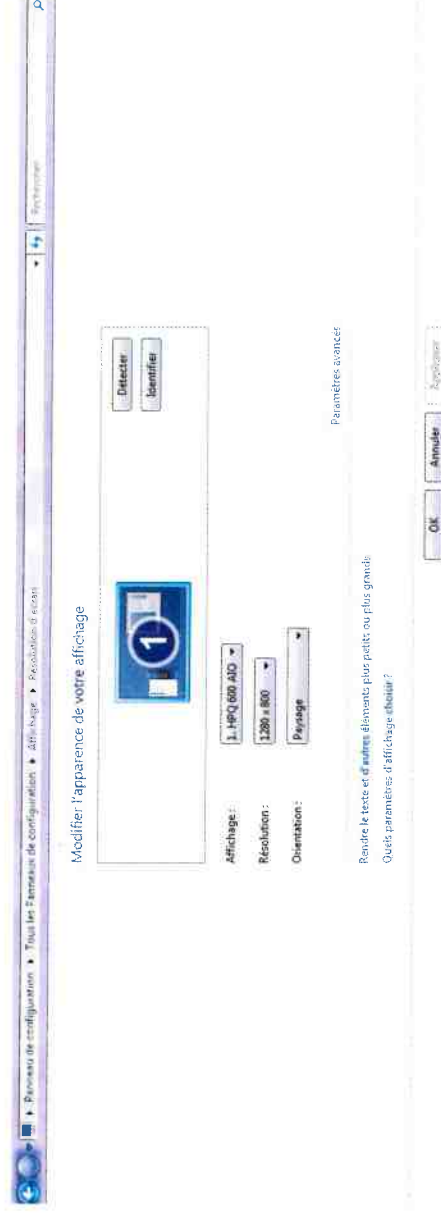 Panneau de configuration ▸ Tous les Panneaux de configuration ▸ Affichage ▸ Résolution d'écran
Rechercher
Modifier l'apparence de votre affichage
Détecter
Identifier
1
Affichage : 1. HPQ 600 AIO
Résolution : 1280 x 800
Orientation : Paysage
Paramètres avancés
Rendre le texte et d'autres éléments plus petits ou plus grands
Quels paramètres d'affichage choisir ?
OK Annuler Appliquer